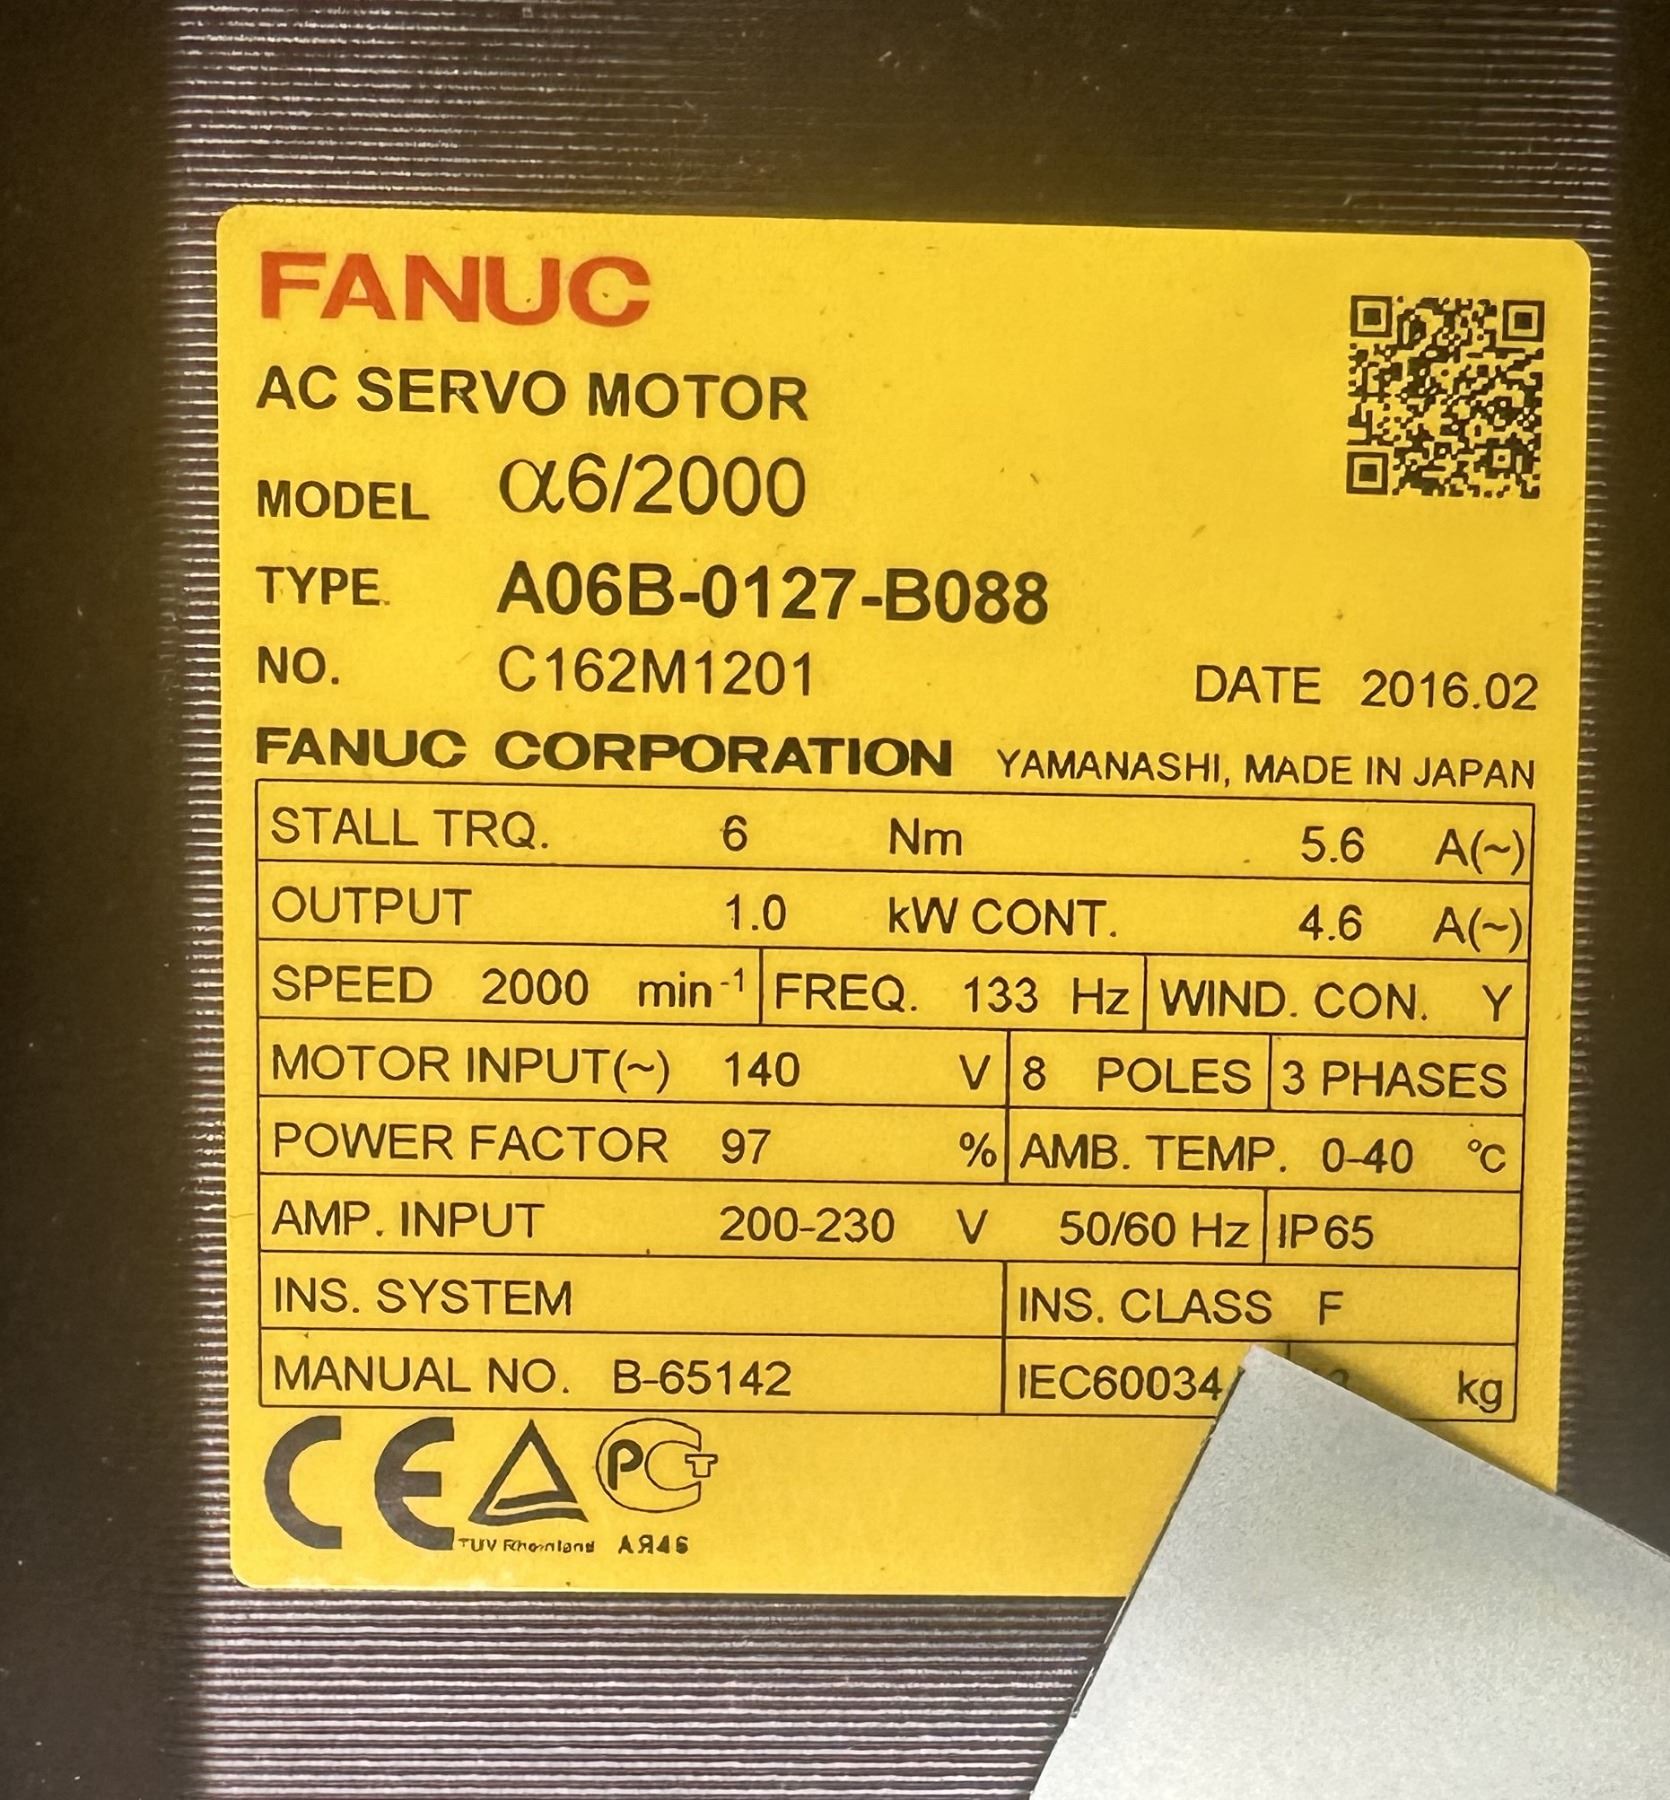 FANUC
AC SERVO MOTOR
MODEL α6/2000
TYPE A06B-0127-B088
NO. C162M1201 DATE 2016.02
FANUC CORPORATION YAMANASHI, MADE IN JAPAN
STALL TRQ. 6 Nm 5.6 A(~)
OUTPUT 1.0 kW CONT. 4.6 A(~)
SPEED 2000 min⁻¹ FREQ. 133 Hz WIND. CON. Y
MOTOR INPUT(~) 140 V 8 POLES 3 PHASES
POWER FACTOR 97 % AMB. TEMP. 0-40 °C
AMP. INPUT 200-230 V 50/60 Hz IP65
INS. SYSTEM INS. CLASS F
MANUAL NO. B-65142 IEC60034 kg
CE PCT
TUV Rheinland АЯ46